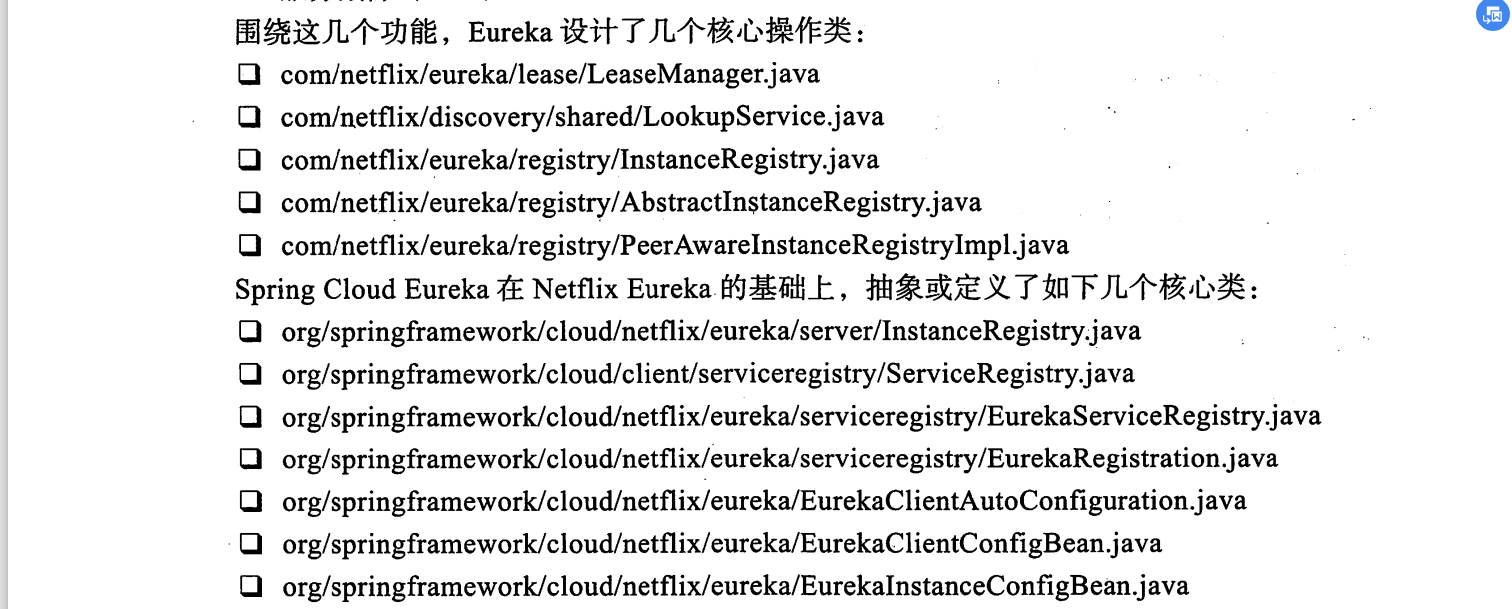 围绕这几个功能，Eureka 设计了几个核心操作类：
❑ com/netflix/eureka/lease/LeaseManager.java
❑ com/netflix/discovery/shared/LookupService.java
❑ com/netflix/eureka/registry/InstanceRegistry.java
❑ com/netflix/eureka/registry/AbstractInstanceRegistry.java
❑ com/netflix/eureka/registry/PeerAwareInstanceRegistryImpl.java
Spring Cloud Eureka 在 Netflix Eureka 的基础上，抽象或定义了如下几个核心类：
❑ org/springframework/cloud/netflix/eureka/server/InstanceRegistry.java
❑ org/springframework/cloud/client/serviceregistry/ServiceRegistry.java
❑ org/springframework/cloud/netflix/eureka/serviceregistry/EurekaServiceRegistry.java
❑ org/springframework/cloud/netflix/eureka/serviceregistry/EurekaRegistration.java
❑ org/springframework/cloud/netflix/eureka/EurekaClientAutoConfiguration.java
❑ org/springframework/cloud/netflix/eureka/EurekaClientConfigBean.java
❑ org/springframework/cloud/netflix/eureka/EurekaInstanceConfigBean.java